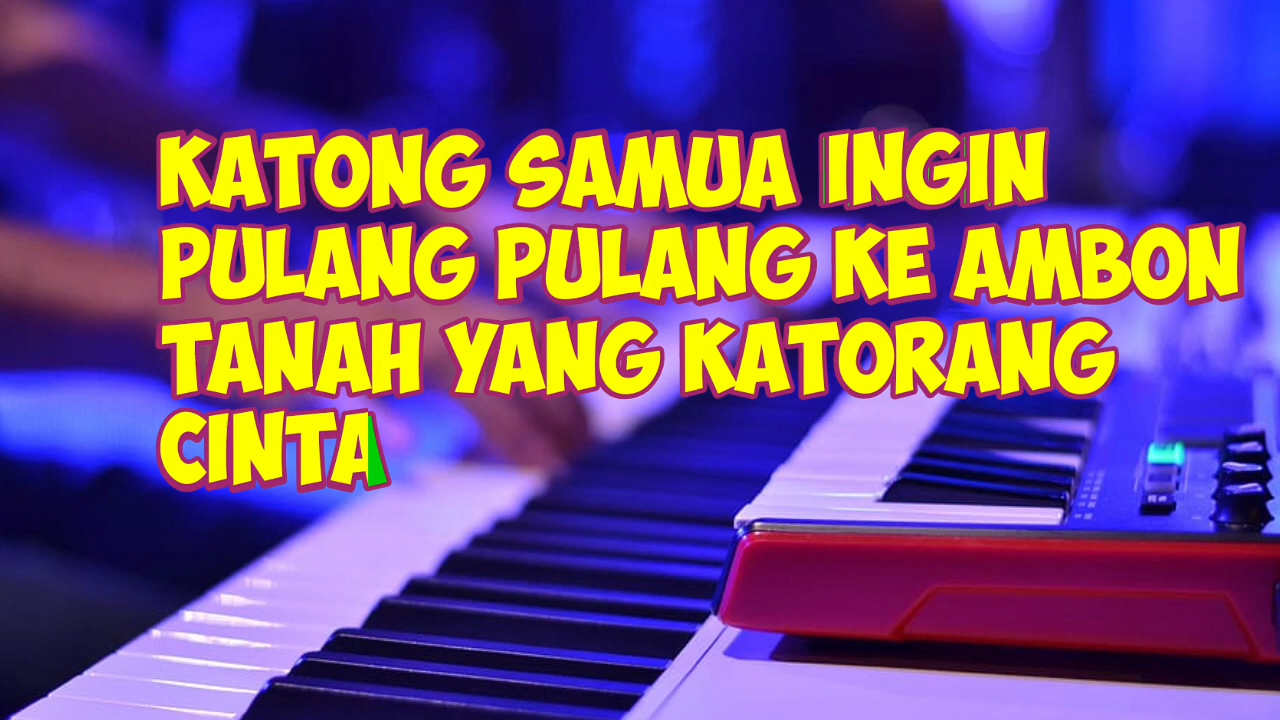 KATONG SAMUA INGIN
PULANG PULANG KE AMBON
TANAH YANG KATORANG
CINTA